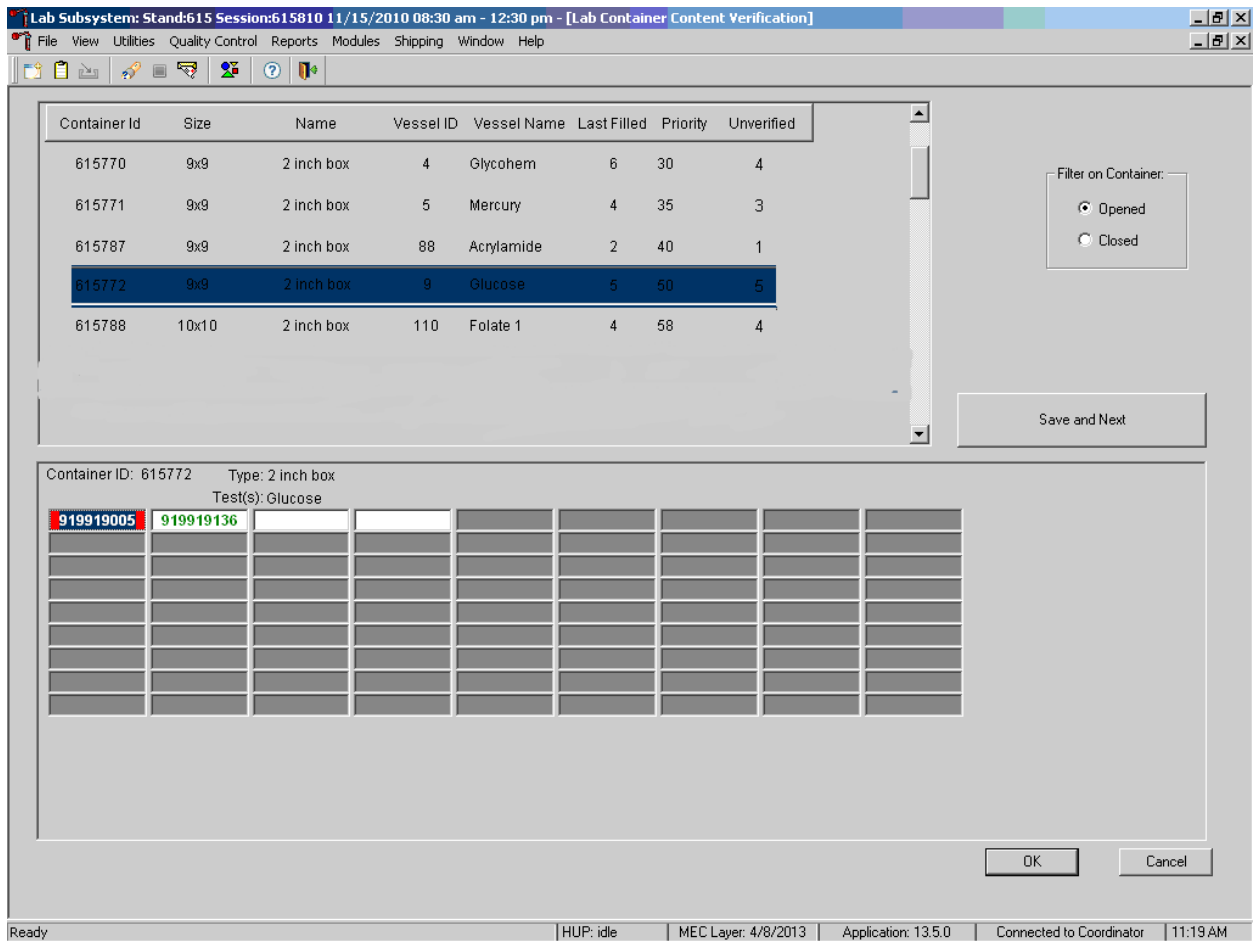 Lab Subsystem: Stand:615 Session:615810 11/15/2010 08:30 am - 12:30 pm - [Lab Container Content Verification]
File View Utilities Quality Control Reports Modules Shipping Window Help
Container Id Size Name Vessel ID Vessel Name Last Filled Priority Unverified
615770 9x9 2 inch box 4 Glycohem 6 30 4
615771 9x9 2 inch box 5 Mercury 4 35 3
615787 9x9 2 inch box 88 Acrylamide 2 40 1
615772 9x9 2 inch box 9 Glucose 5 50 5
615788 10x10 2 inch box 110 Folate 1 4 58 4
Filter on Container:
Opened
Closed
Save and Next
Container ID: 615772 Type: 2 inch box
Test(s): Glucose
919919005 919919136
OK Cancel
Ready HUP: idle MEC Layer: 4/8/2013 Application: 13.5.0 Connected to Coordinator 11:19 AM